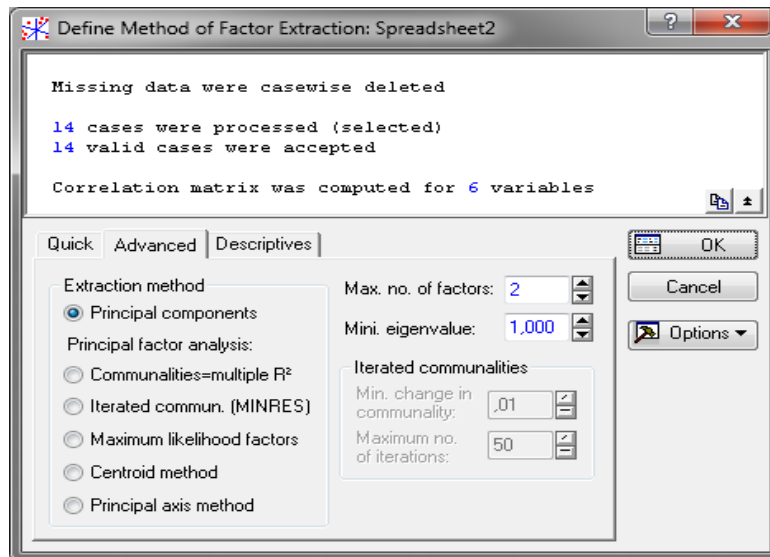 Define Method of Factor Extraction: Spreadsheet2
Missing data were casewise deleted
14 cases were processed (selected)
14 valid cases were accepted
Correlation matrix was computed for 6 variables
Quick Advanced Descriptives
OK
Cancel
Options
Extraction method
Principal components
Principal factor analysis:
Communalities=multiple R²
Iterated commun. (MINRES)
Maximum likelihood factors
Centroid method
Principal axis method
Max. no. of factors: 2
Mini. eigenvalue: 1,000
Iterated communalities
Min. change in
communality: ,01
Maximum no.
of iterations: 50